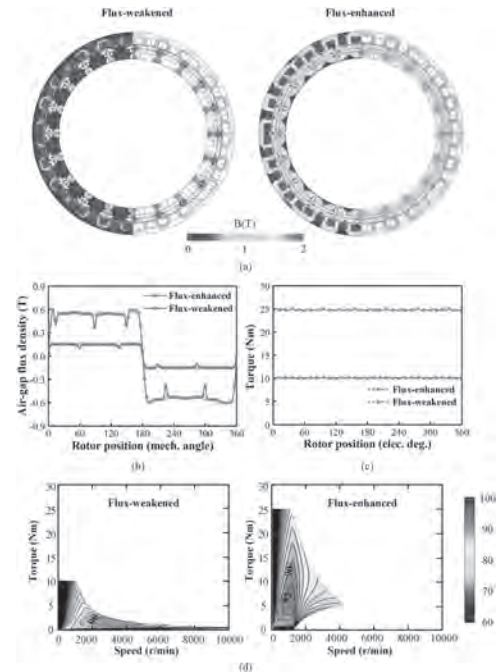 Flux-weakened Flux-enhanced
B(T)
0 1 2
(a)
Air-gap flux density (T)
0.9
0.6
0.3
0.0
-0.3
-0.6
-0.9
Flux-enhanced
Flux-weakened
0 60 120 180 240 300 360
Rotor position (mech. angle)
(b)
Torque (Nm)
30
25
20
15
10
5
0
Flux-enhanced
Flux-weakened
0 60 120 180 240 300 360
Rotor position (elec. deg.)
(c)
Flux-weakened
Torque (Nm)
30
25
20
15
10
5
0
0 2000 4000 6000 8000 10000
Speed (r/min)
Flux-enhanced
Torque (Nm)
30
25
20
15
10
5
0
90
0 2000 4000 6000 8000 10000
Speed (r/min)
100
90
80
70
60
(d)